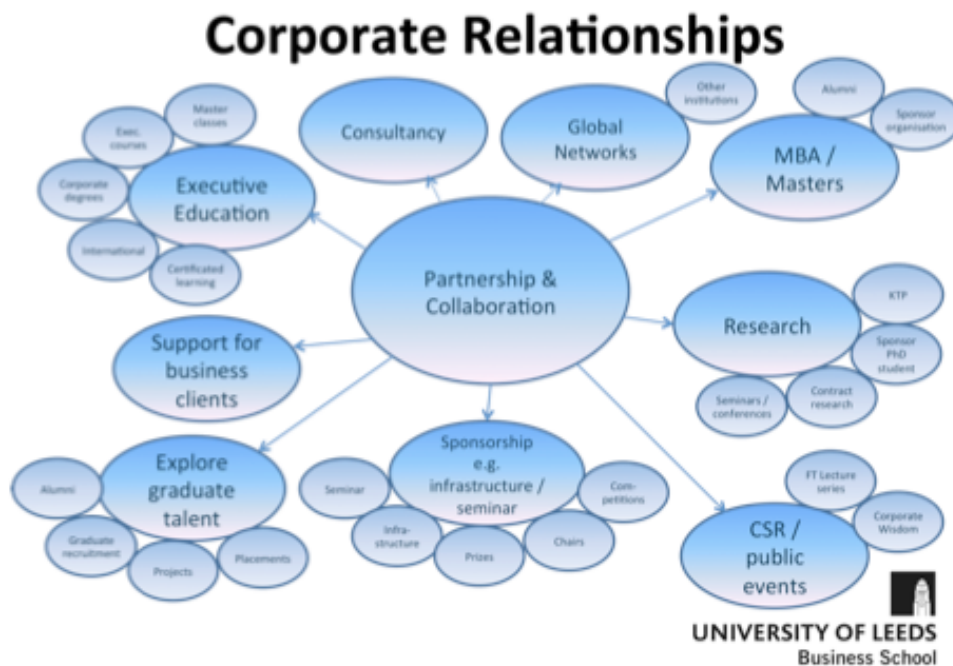 Corporate Relationships
Consultancy
Global
Networks
Other
institutions
Alumni
Sponsor
organisation
MBA /
Masters
Master
classes
Exec.
courses
Corporate
degrees
International
Certificated
learning
Executive
Education
Partnership &
Collaboration
Research
KTP
Sponsor
PhD
student
Contract
research
Seminars /
conferences
Support for
business
clients
Explore
graduate
talent
Alumni
Graduate
recruitment
Projects
Placements
Sponsorship
e.g.
infrastructure /
seminar
Seminar
Infra-
structure
Prizes
Chairs
Com-
petitions
FT Lecture
series
Corporate
Wisdom
CSR /
public
events
UNIVERSITY OF LEEDS
Business School